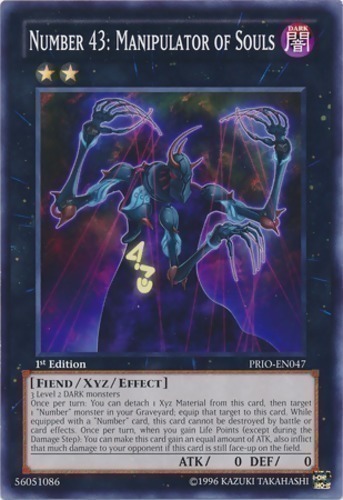 NUMBER 43: MANIPULATOR OF SOULS
DARK
闇
43
1st Edition
PRIO-EN047
[FIEND/XYZ/EFFECT]
3 Level 2 DARK monsters
Once per turn: You can detach 1 Xyz Material from this card, then target
1 "Number" monster in your Graveyard; equip that target to this card. While
equipped with a "Number" card, this card cannot be destroyed by battle or
card effects. Once per turn, when you gain Life Points (except during the
Damage Step): You can make this card gain an equal amount of ATK, also inflict
that much damage to your opponent if this card is still face-up on the field.
ATK/ 0 DEF/ 0
56051086
©1996 KAZUKI TAKAHASHI